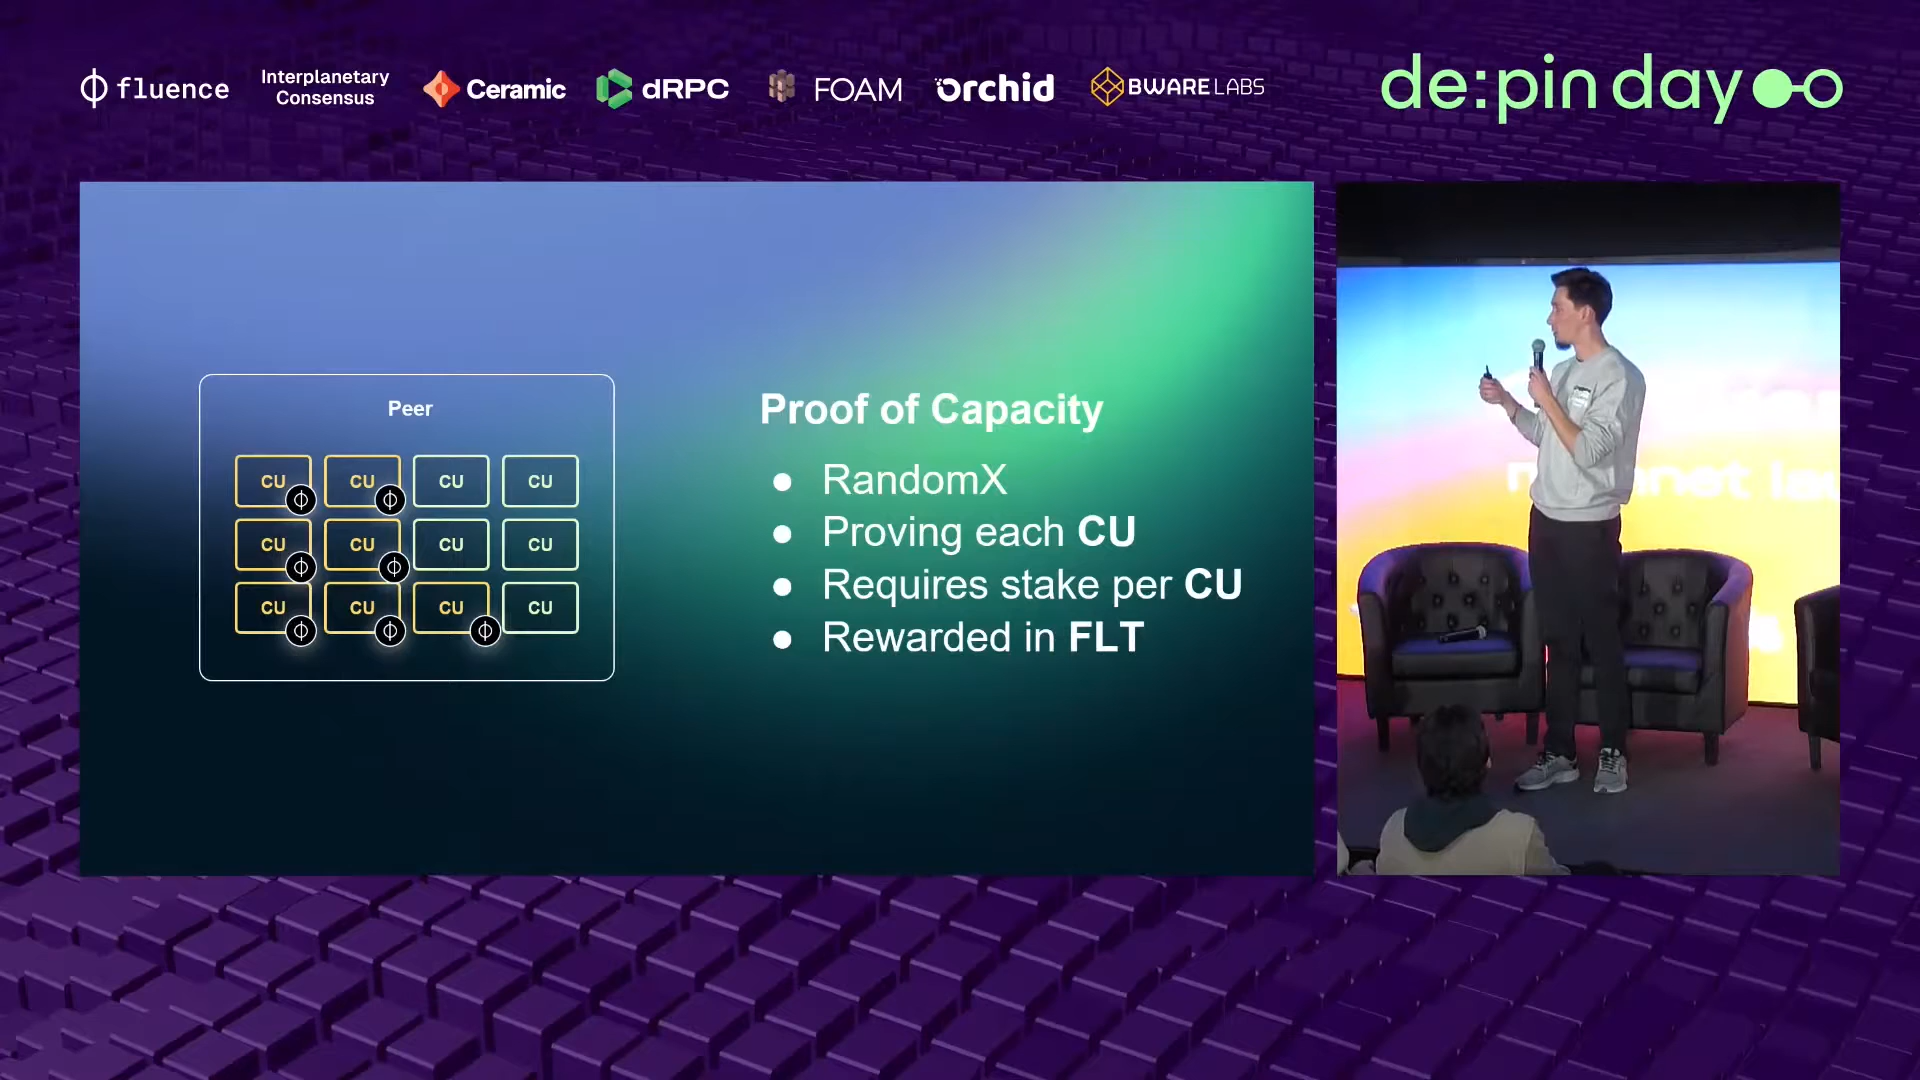 fluence
Interplanetary
Consensus
Ceramic
dRPC
FOAM
orchid
BWARE LABS
de:pin day
Peer
CU CU CU CU
CU CU CU CU
CU CU CU CU
Proof of Capacity
● RandomX
● Proving each CU
● Requires stake per CU
● Rewarded in FLT